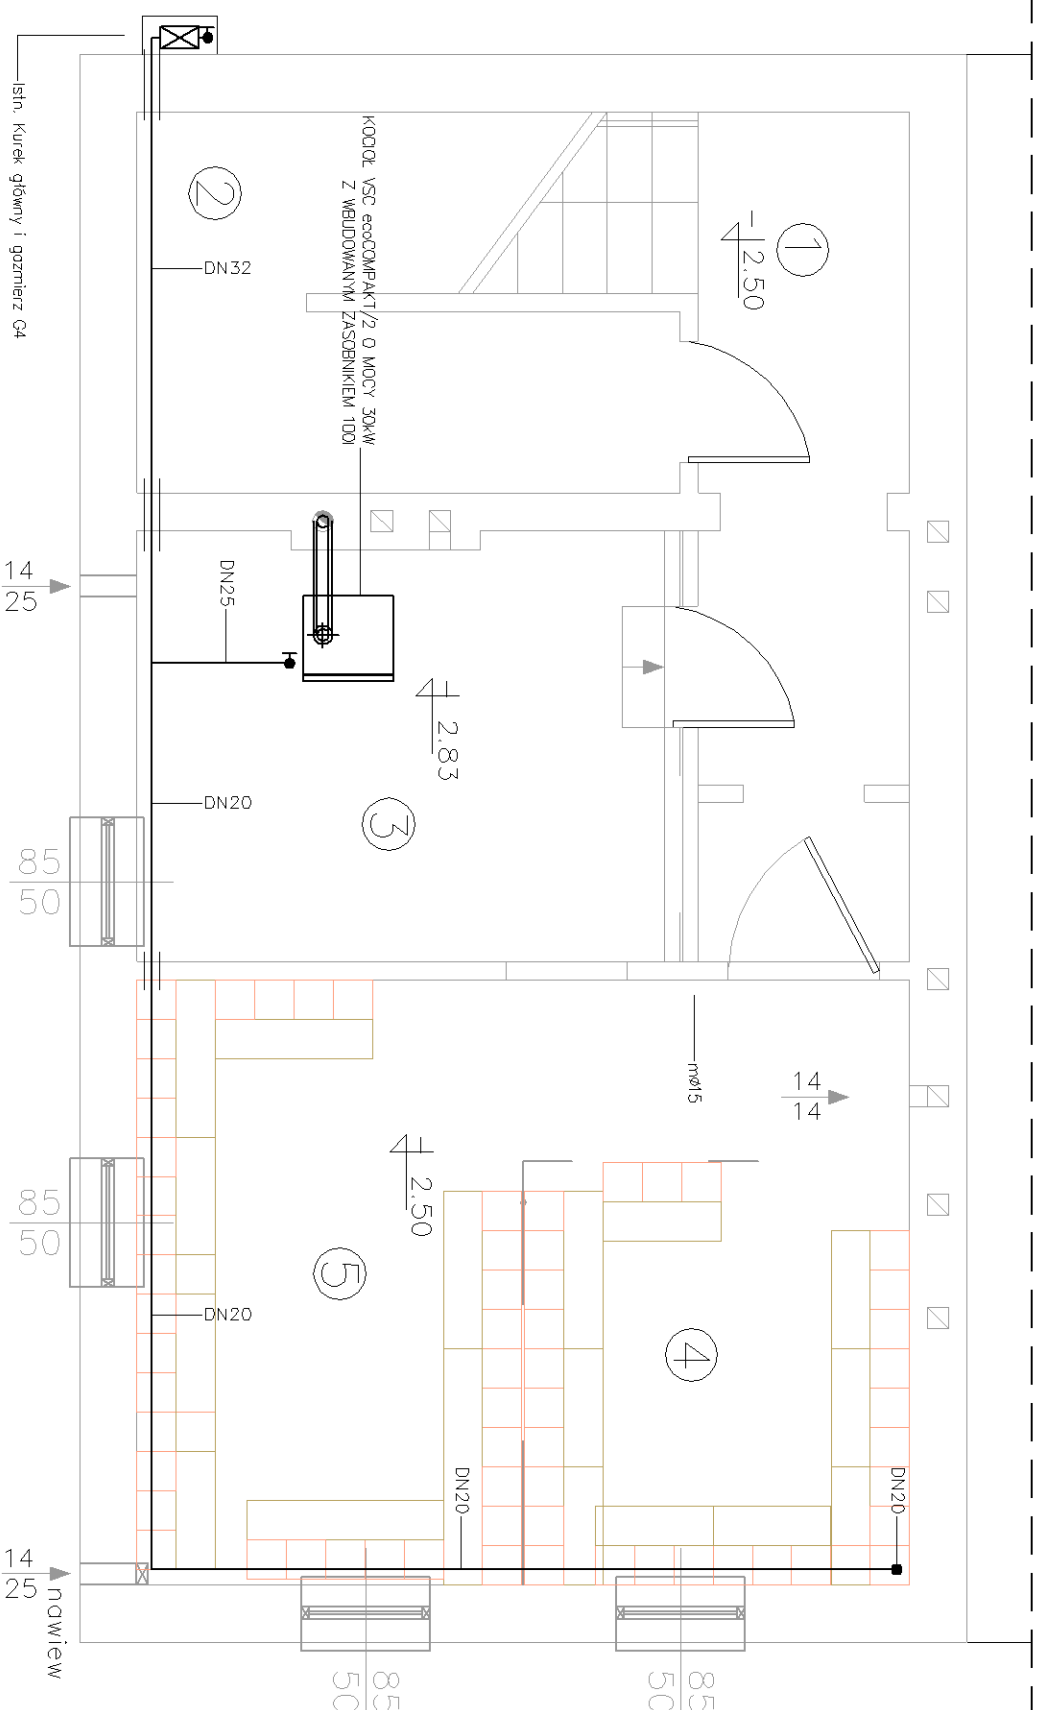 Istn. Kurek główny i gazmierz G4
2
DN32
KOCIOŁ VSC ecoCOMPAKT/2 O MOCY 30kW
Z WBUDOWANYM ZASOBNIKIEM 100l
1
-2.50
14
25
DN25
2.83
DN20
3
85
50
mø15
14
14
2.50
85
50
5
DN20
4
DN20
DN20
14
25
nawiew
85
50
85
50